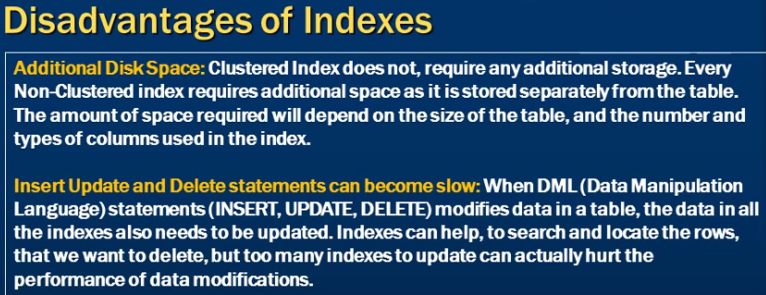 Disadvantages of Indexes
Additional Disk Space: Clustered Index does not, require any additional storage. Every
Non-Clustered index requires additional space as it is stored separately from the table.
The amount of space required will depend on the size of the table, and the number and
types of columns used in the index.
Insert Update and Delete statements can become slow: When DML (Data Manipulation
Language) statements (INSERT, UPDATE, DELETE) modifies data in a table, the data in all
the indexes also needs to be updated. Indexes can help, to search and locate the rows,
that we want to delete, but too many indexes to update can actually hurt the
performance of data modifications.